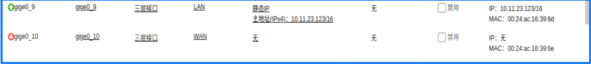 gige0_9 gige0_9 三层接口 LAN 静态IP 无 禁用 IP：10.11.23.123/16
主地址(IPv4)：10.11.23.123/16 MAC：00:24:ac:16:39:6d
gige0_10 gige0_10 三层接口 WAN 无 无 禁用 IP：无
MAC：00:24:ac:16:39:6e